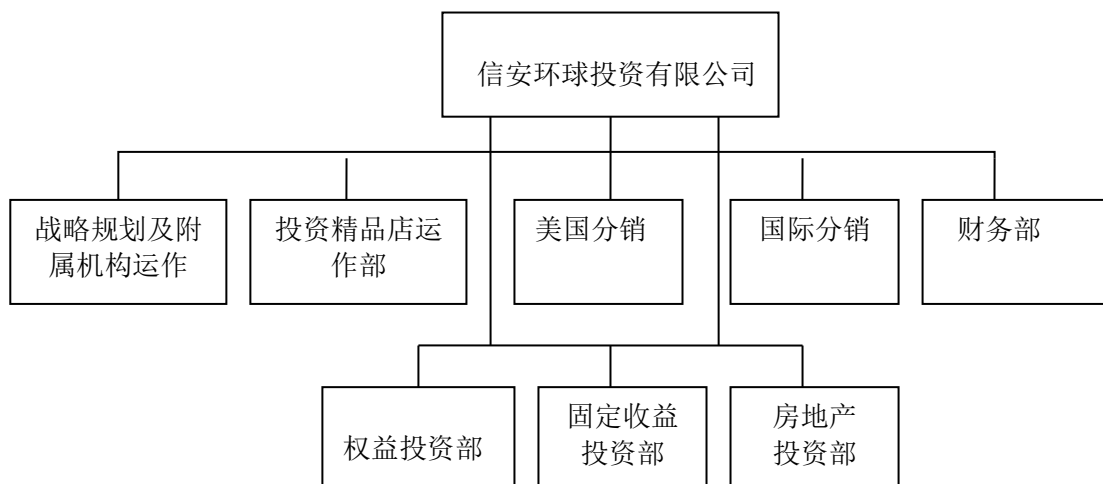 信安环球投资有限公司
战略规划及附
属机构运作
投资精品店运
作部
美国分销
国际分销
财务部
权益投资部
固定收益
投资部
房地产
投资部